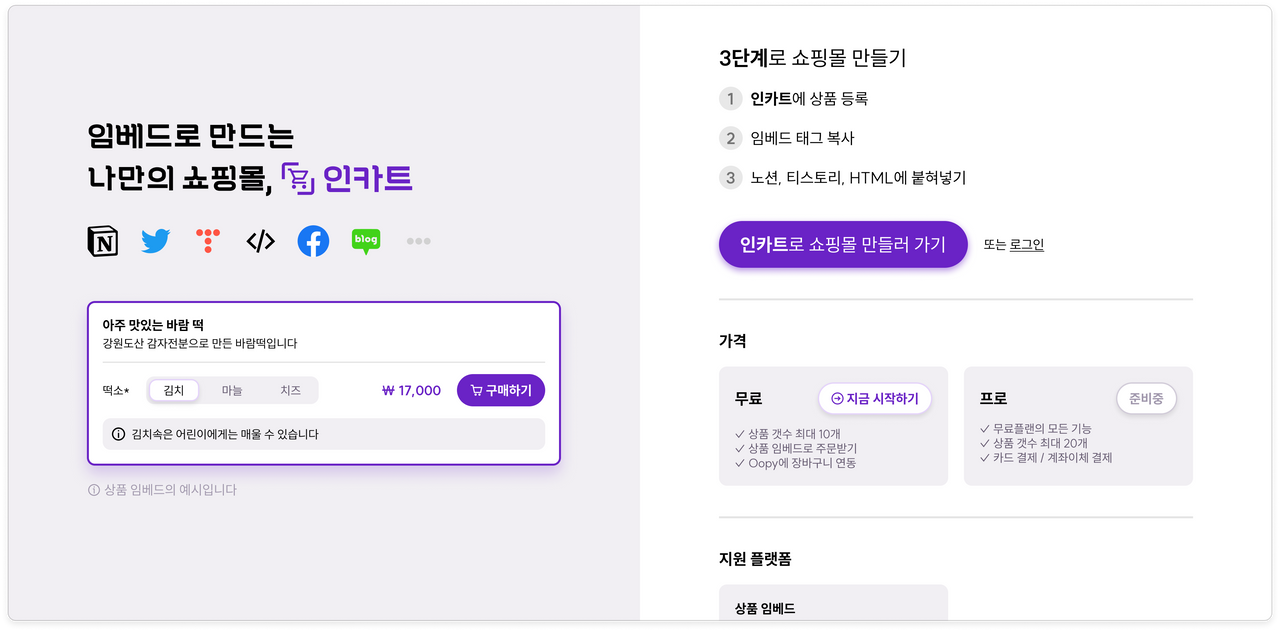 임베드로 만드는
나만의 쇼핑몰, 인카트
N
blog
아주 맛있는 바람 떡
강원도산 감자전분으로 만든 바람떡입니다
떡소* 김치 마늘 치즈 ₩ 17,000 구매하기
김치속은 어린이에게는 매울 수 있습니다
상품 임베드의 예시입니다
3단계로 쇼핑몰 만들기
1 인카트에 상품 등록
2 임베드 태그 복사
3 노션, 티스토리, HTML에 붙혀넣기
인카트로 쇼핑몰 만들러 가기 또는 로그인
가격
무료 지금 시작하기
✓ 상품 갯수 최대 10개
✓ 상품 임베드로 주문받기
✓ Oopy에 장바구니 연동
프로 준비중
✓ 무료플랜의 모든 기능
✓ 상품 갯수 최대 20개
✓ 카드 결제 / 계좌이체 결제
지원 플랫폼
상품 임베드